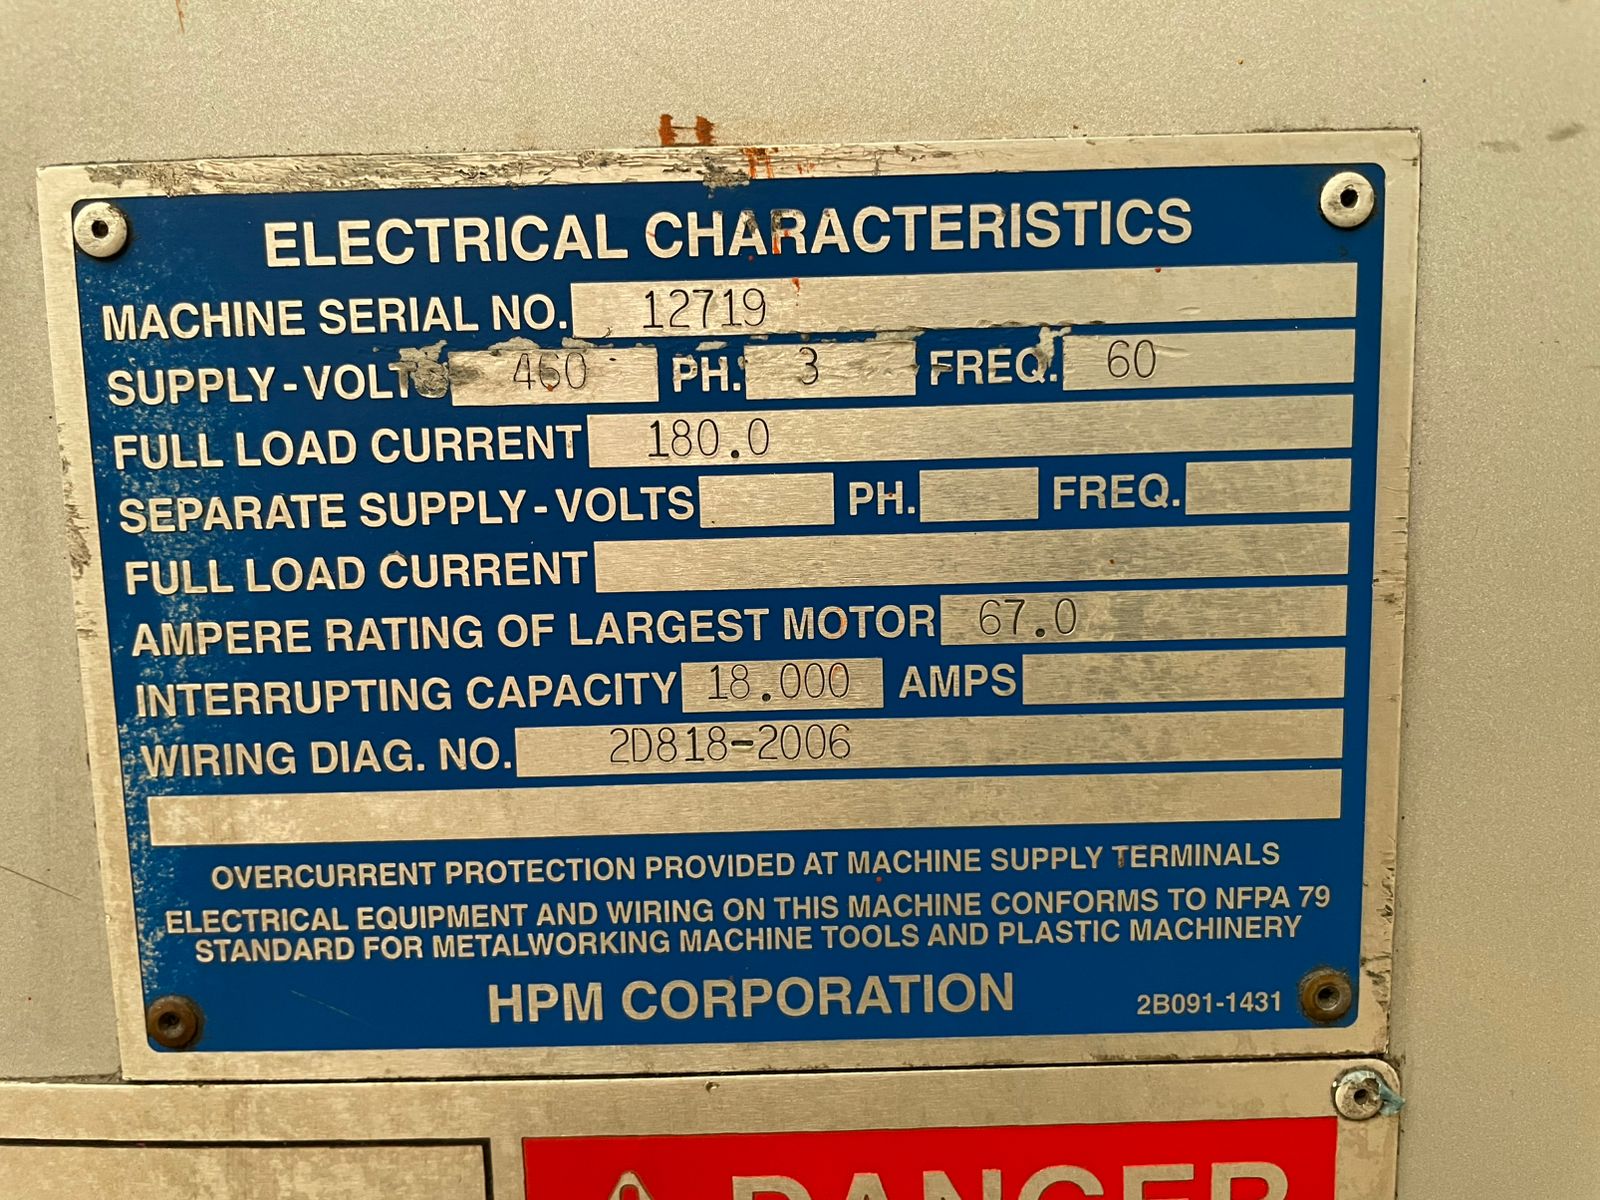 ELECTRICAL CHARACTERISTICS
MACHINE SERIAL NO. 12719
SUPPLY-VOLTS 460 PH. 3 FREQ. 60
FULL LOAD CURRENT 180.0
SEPARATE SUPPLY-VOLTS PH. FREQ.
FULL LOAD CURRENT
AMPERE RATING OF LARGEST MOTOR 67.0
INTERRUPTING CAPACITY 18.000 AMPS
WIRING DIAG. NO. 2D818-2006
OVERCURRENT PROTECTION PROVIDED AT MACHINE SUPPLY TERMINALS
ELECTRICAL EQUIPMENT AND WIRING ON THIS MACHINE CONFORMS TO NFPA 79
STANDARD FOR METALWORKING MACHINE TOOLS AND PLASTIC MACHINERY
HPM CORPORATION 2B091-1431
DANGER